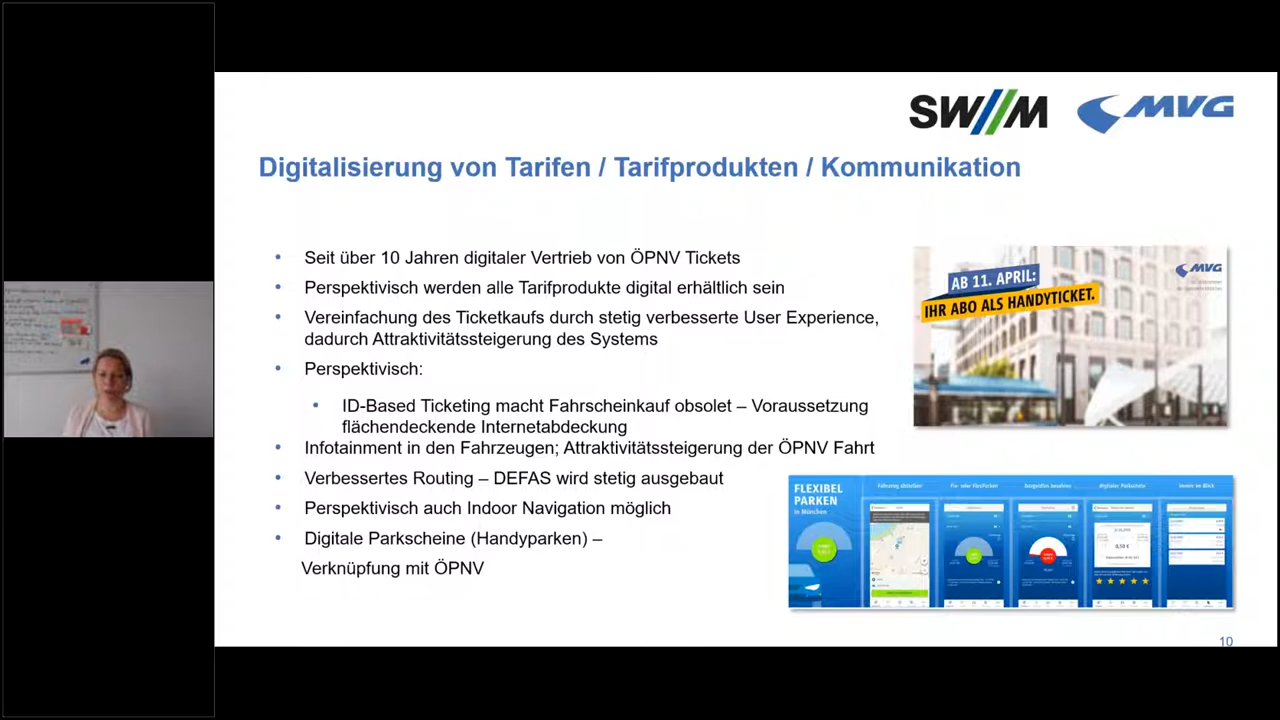 SW//M
MVG
Digitalisierung von Tarifen / Tarifprodukten / Kommunikation
• Seit über 10 Jahren digitaler Vertrieb von ÖPNV Tickets
• Perspektivisch werden alle Tarifprodukte digital erhältlich sein
• Vereinfachung des Ticketkaufs durch stetig verbesserte User Experience,
dadurch Attraktivitätssteigerung des Systems
• Perspektivisch:
• ID-Based Ticketing macht Fahrscheinkauf obsolet – Voraussetzung
flächendeckende Internetabdeckung
• Infotainment in den Fahrzeugen; Attraktivitätssteigerung der ÖPNV Fahrt
• Verbessertes Routing – DEFAS wird stetig ausgebaut
• Perspektivisch auch Indoor Navigation möglich
• Digitale Parkscheine (Handyparken) –
Verknüpfung mit ÖPNV
AB 11. APRIL:
IHR ABO ALS HANDYTICKET.
MVG
FLEXIBEL
PARKEN
in München
10